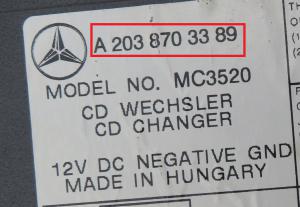 A 203 870 33 89
MODEL NO. MC3520
CD WECHSLER
CD CHANGER
12V DC NEGATIVE GND
MADE IN HUNGARY